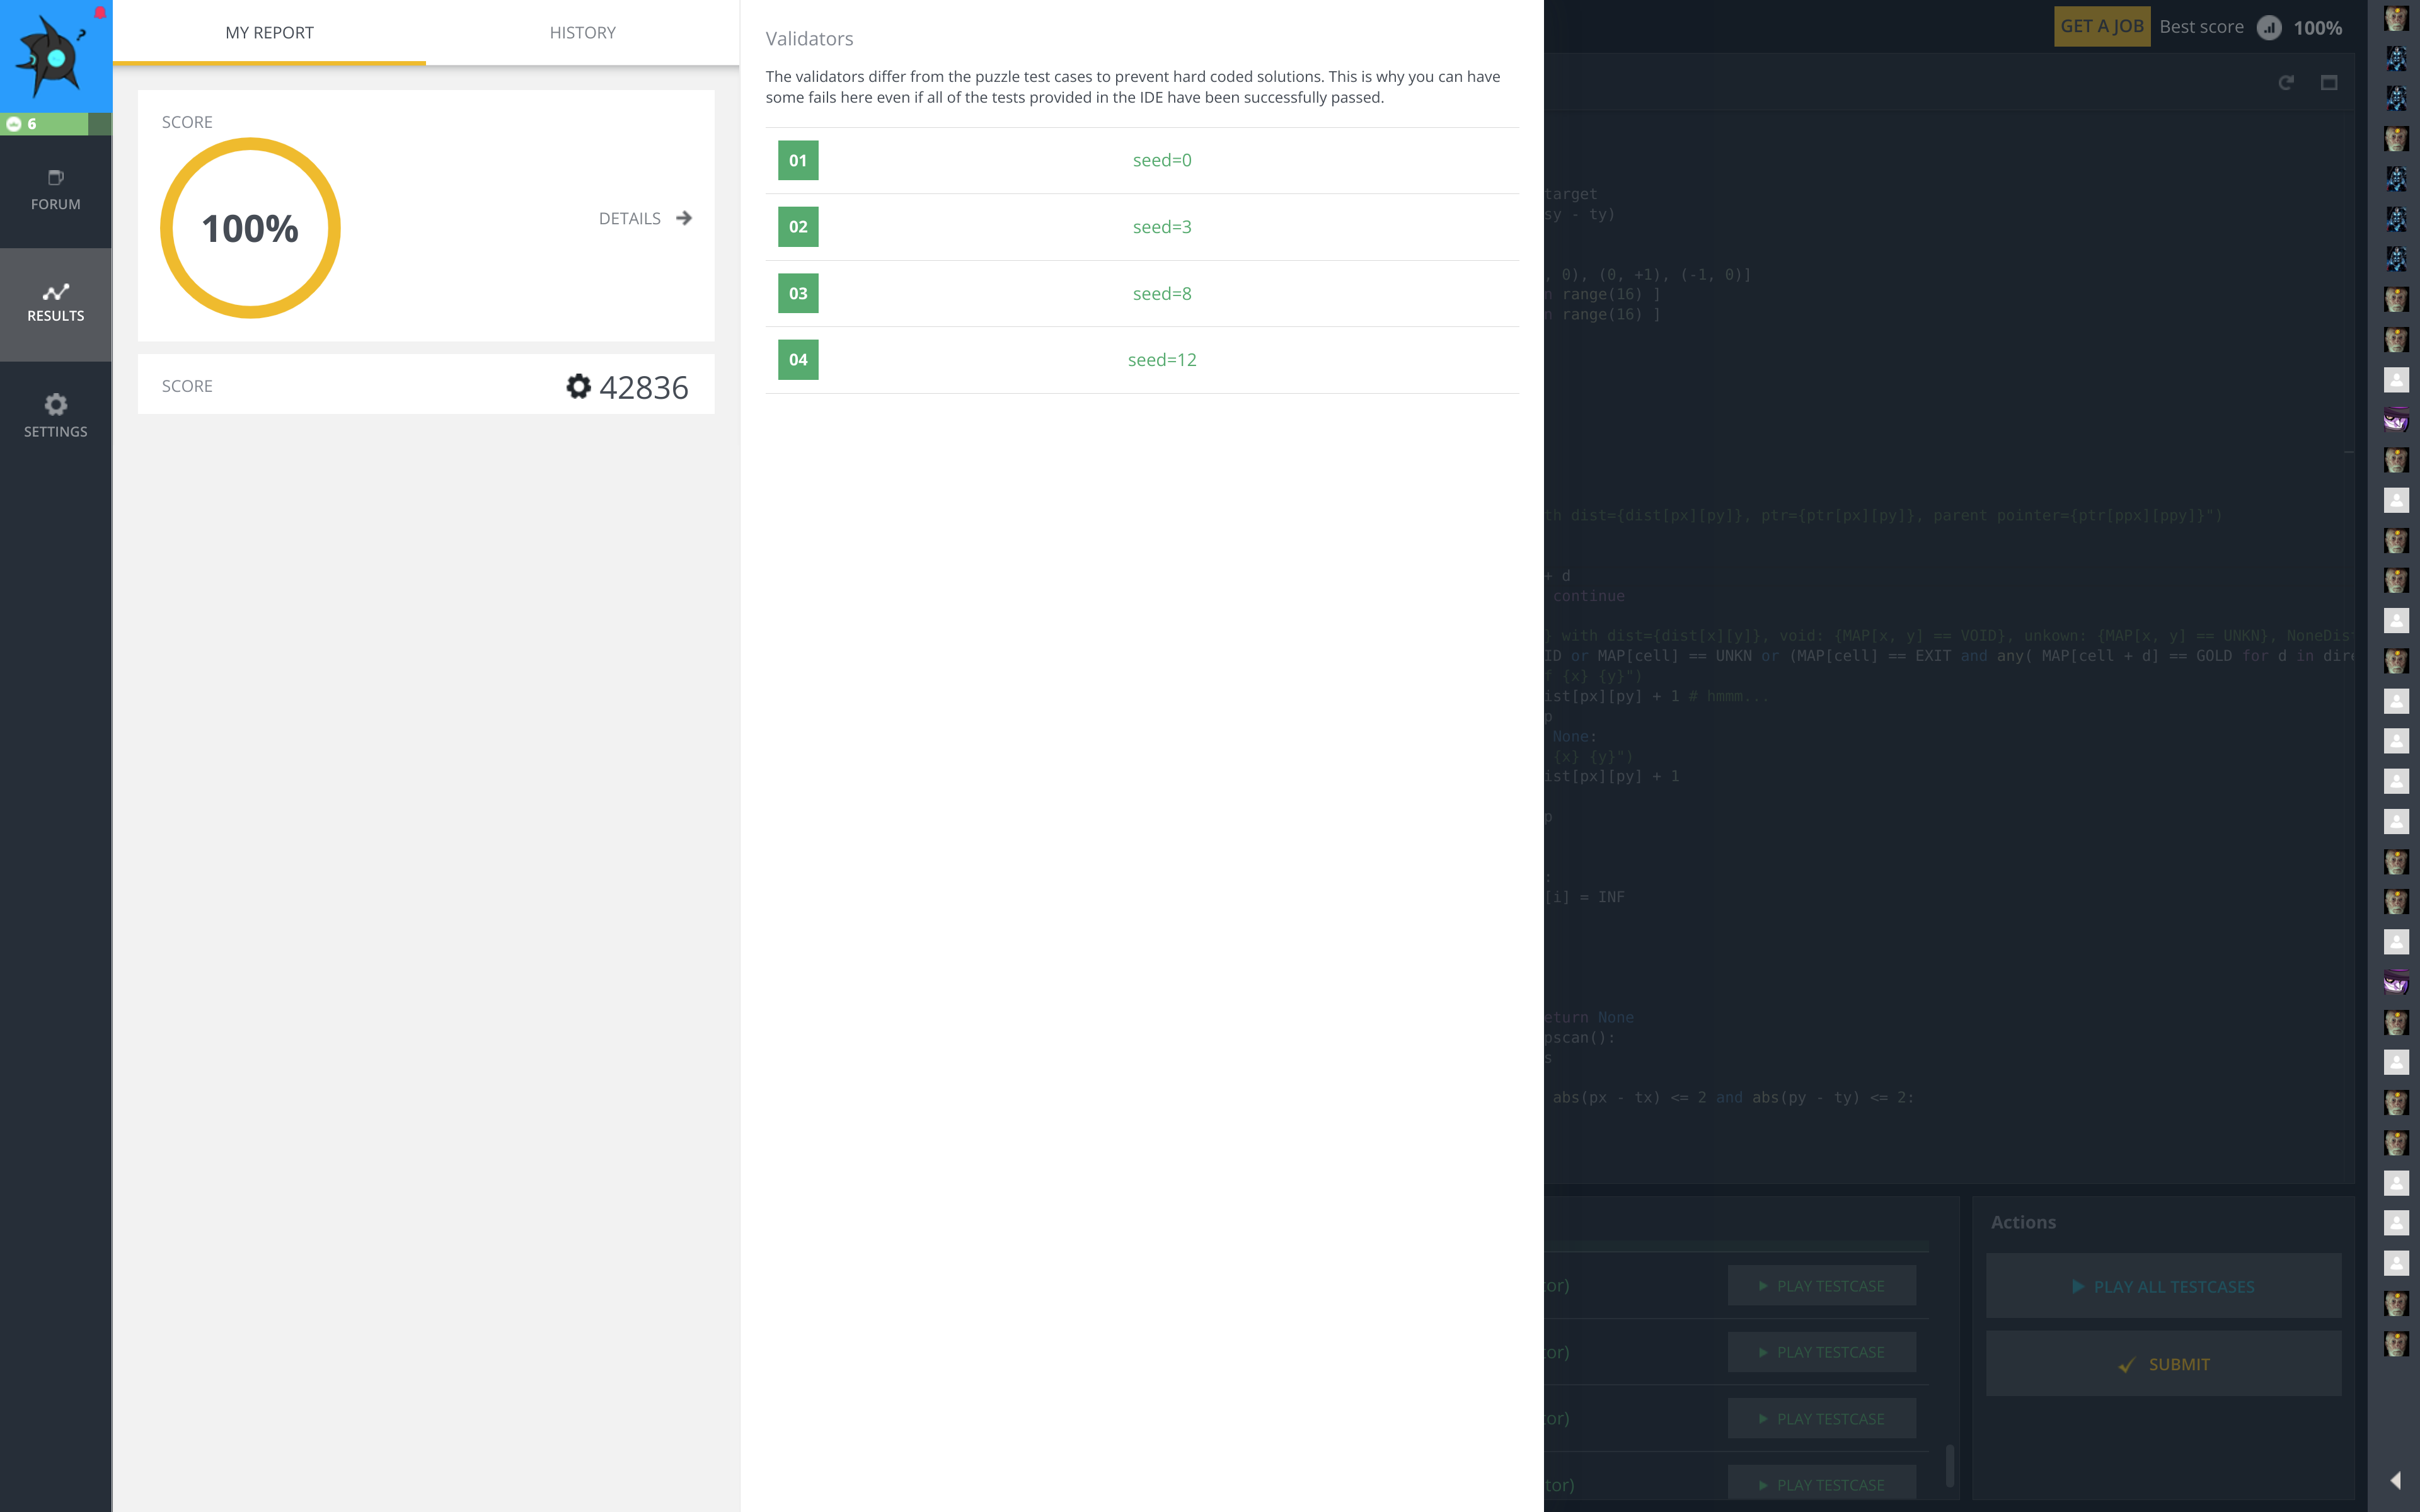 6
FORUM
RESULTS
SETTINGS
MY REPORT
HISTORY
SCORE
100%
DETAILS
SCORE
42836
Validators
The validators differ from the puzzle test cases to prevent hard coded solutions. This is why you can have
some fails here even if all of the tests provided in the IDE have been successfully passed.
01 seed=0
02 seed=3
03 seed=8
04 seed=12
GET A JOB Best score 100%
target
sy - ty)
, 0), (0, +1), (-1, 0)]
n range(16) ]
n range(16) ]
th dist={dist[px][py]}, ptr={ptr[px][py]}, parent pointer={ptr[ppx][ppy]}")
+ d
continue
} with dist={dist[x][y]}, void: {MAP[x, y] == VOID}, unkown: {MAP[x, y] == UNKN}, NoneDis
ID or MAP[cell] == UNKN or (MAP[cell] == EXIT and any( MAP[cell + d] == GOLD for d in dire
f {x} {y}")
ist[px][py] + 1 # hmmm...
p
None:
{x} {y}")
ist[px][py] + 1
p
:
[i] = INF
eturn None
pscan():
s
abs(px - tx) <= 2 and abs(py - ty) <= 2:
tor) PLAY TESTCASE
tor) PLAY TESTCASE
tor) PLAY TESTCASE
tor) PLAY TESTCASE
Actions
PLAY ALL TESTCASES
SUBMIT